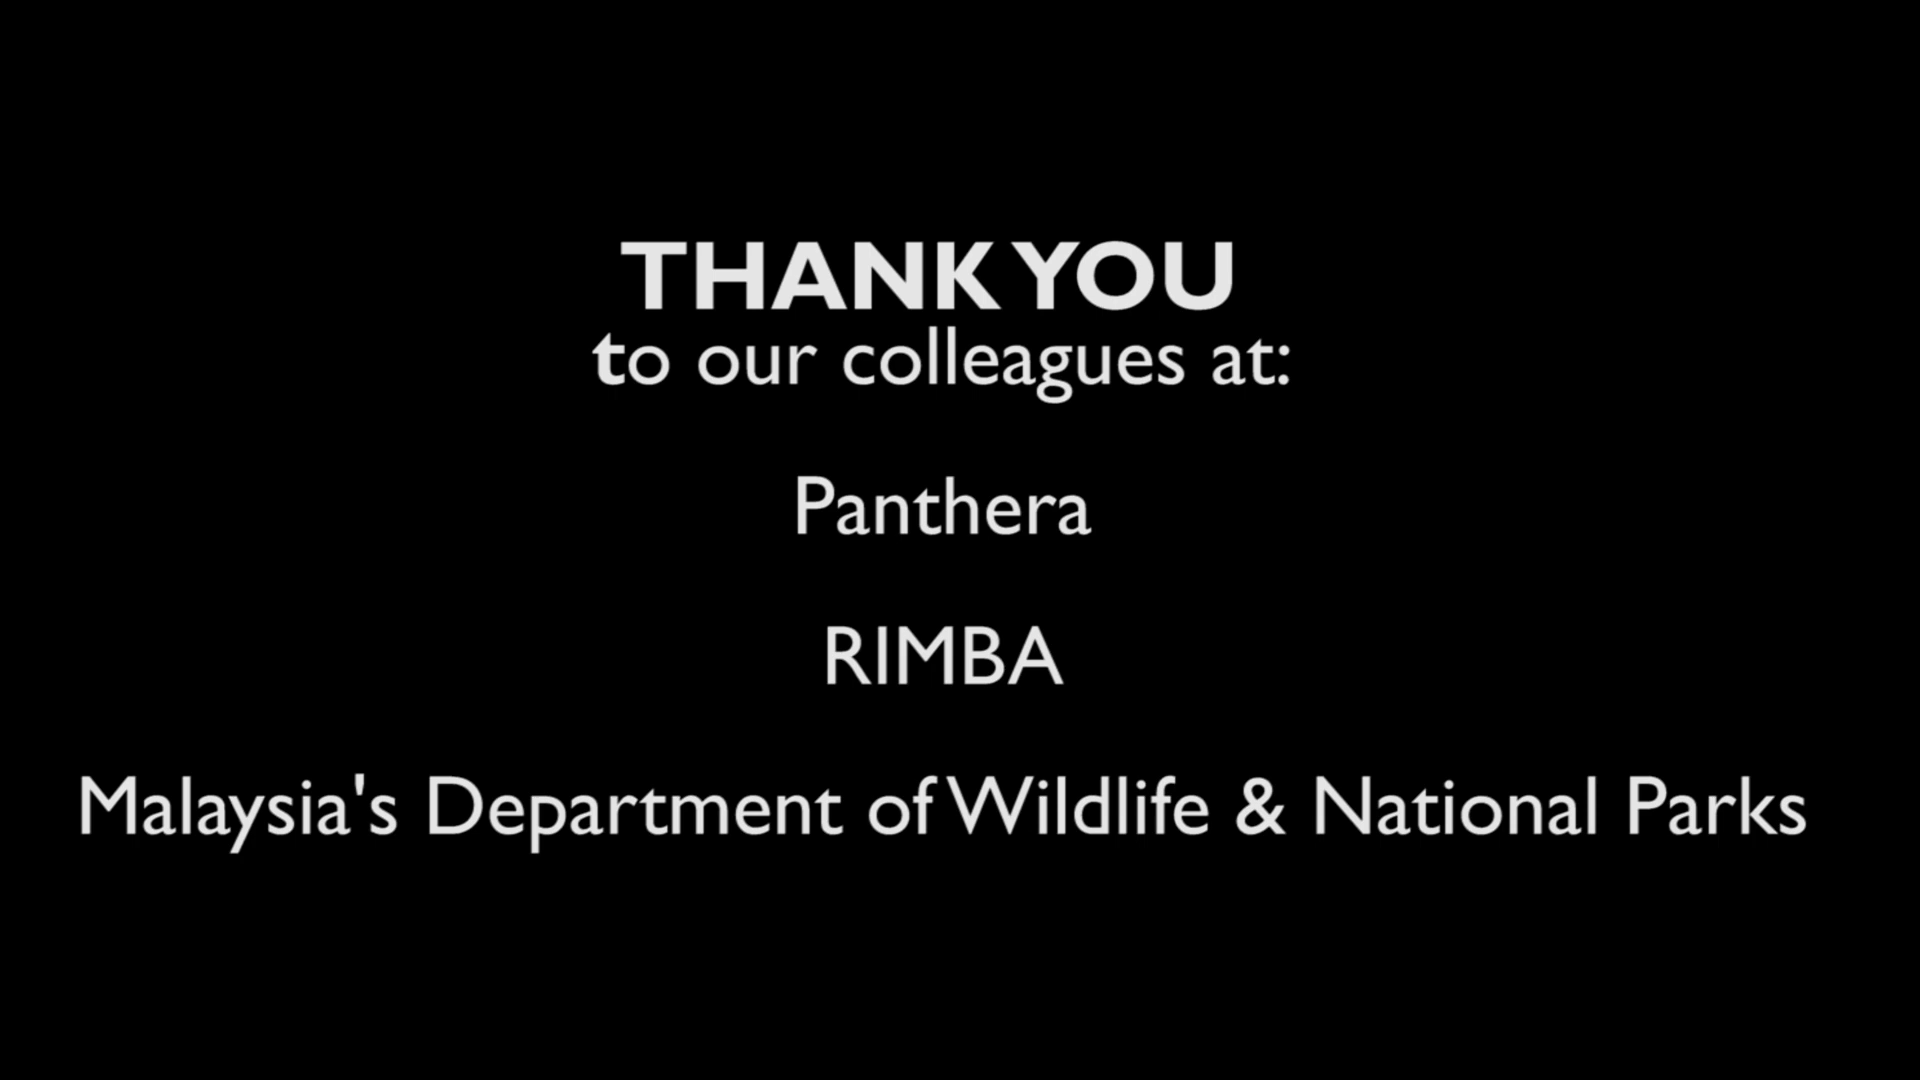 THANK YOU
to our colleagues at:
Panthera
RIMBA
Malaysia's Department of Wildlife & National Parks